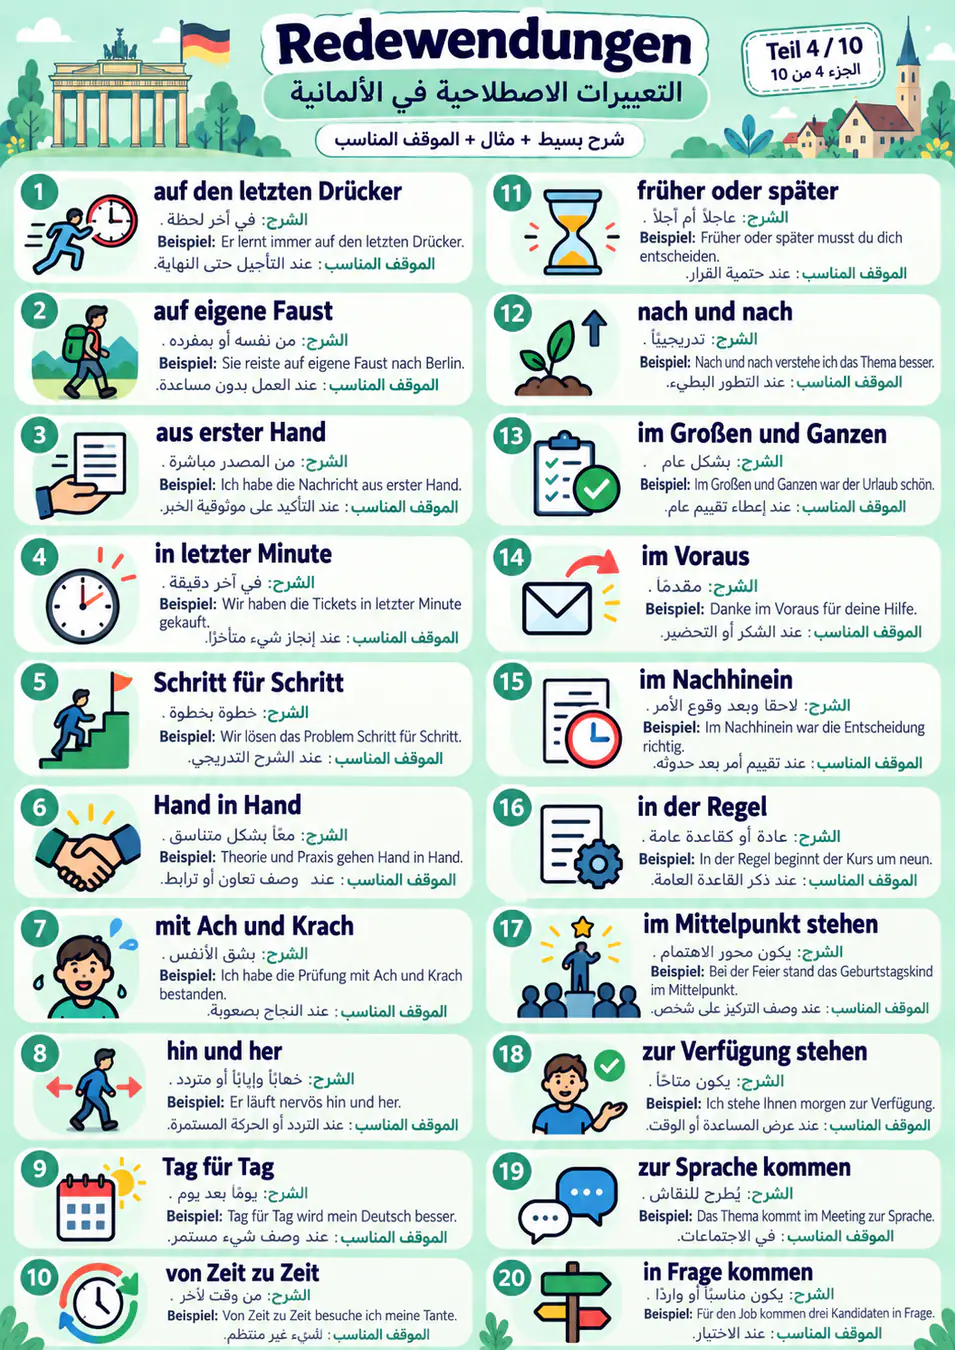 Redewendungen
التعبيرات الاصطلاحية في الألمانية
شرح بسيط + مثال + الموقف المناسب
Teil 4 / 10
الجزء 4 من 10
1
auf den letzten Drücker
الشرح: في أخر لحظة .
Beispiel: Er lernt immer auf den letzten Drücker.
الموقف المناسب : عند التأجيل حتى النهاية.
2
auf eigene Faust
الشرح: من نفسه أو بمفرده .
Beispiel: Sie reiste auf eigene Faust nach Berlin.
الموقف المناسب : عند العمل بدون مساعدة.
3
aus erster Hand
الشرح: من المصدر مباشرة .
Beispiel: Ich habe die Nachricht aus erster Hand.
الموقف المناسب : عند التأكيد على موثوقية الخبر.
4
in letzter Minute
الشرح: في آخر دقيقة .
Beispiel: Wir haben die Tickets in letzter Minute
gekauft.
الموقف المناسب : عند إنجاز شيء متأخرًا.
5
Schritt für Schritt
الشرح: خطوة بخطوة .
Beispiel: Wir lösen das Problem Schritt für Schritt.
الموقف المناسب : عند الشرح التدريجي.
6
Hand in Hand
الشرح: معًا بشكل متناسق .
Beispiel: Theorie und Praxis gehen Hand in Hand.
الموقف المناسب : عند وصف تعاون أو ترابط.
7
mit Ach und Krach
الشرح: بشق الأنفس .
Beispiel: Ich habe die Prüfung mit Ach und Krach
bestanden.
الموقف المناسب : عند النجاح بصعوبة.
8
hin und her
الشرح: خهابًا وإيابًا أو متردد .
Beispiel: Er läuft nervös hin und her.
الموقف المناسب : عند التردد أو الحركة المستمرة.
9
Tag für Tag
الشرح: يومًا بعد يوم .
Beispiel: Tag für Tag wird mein Deutsch besser.
الموقف المناسب : عند وصف شيء مستمر.
10
von Zeit zu Zeit
الشرح: من وقت لأخر .
Beispiel: Von Zeit zu Zeit besuche ich meine Tante.
الموقف المناسب : لشيء غير منتظم.
11
früher oder später
الشرح: عاجلاً أم آجلاً .
Beispiel: Früher oder später musst du dich
entscheiden.
الموقف المناسب : عند حتمية القرار.
12
nach und nach
الشرح: تدريجييًّا .
Beispiel: Nach und nach verstehe ich das Thema besser.
الموقف المناسب : عند التطور البطيء.
13
im Großen und Ganzen
الشرح: بشكل عام .
Beispiel: Im Großen und Ganzen war der Urlaub schön.
الموقف المناسب : عند إعطاء تقييم عام.
14
im Voraus
الشرح: مقدمًا .
Beispiel: Danke im Voraus für deine Hilfe.
الموقف المناسب : عند الشكر أو التحضير.
15
im Nachhinein
الشرح: لاحقا وبعد وقوع الأمر .
Beispiel: Im Nachhinein war die Entscheidung
richtig.
الموقف المناسب : عند تقييم أمر بعد حدوثه.
16
in der Regel
الشرح: عادة أو كقاعدة عامة .
Beispiel: In der Regel beginnt der Kurs um neun.
الموقف المناسب : عند ذكر القاعدة العامة.
17
im Mittelpunkt stehen
الشرح: يكون محور الاهتمام .
Beispiel: Bei der Feier stand das Geburtstagskind
im Mittelpunkt.
الموقف المناسب : عند وصف التركيز على شخص.
18
zur Verfügung stehen
الشرح: يكون متاحًا .
Beispiel: Ich stehe Ihnen morgen zur Verfügung.
الموقف المناسب : عند عرض المساعدة أو الوقت.
19
zur Sprache kommen
الشرح: يُطرح للنقاش .
Beispiel: Das Thema kommt im Meeting zur Sprache.
الموقف المناسب : في الاجتماعات.
20
in Frage kommen
الشرح: يكون مناسبًا أو واردًا .
Beispiel: Für den Job kommen drei Kandidaten in Frage.
الموقف المناسب : عند الاختيار.